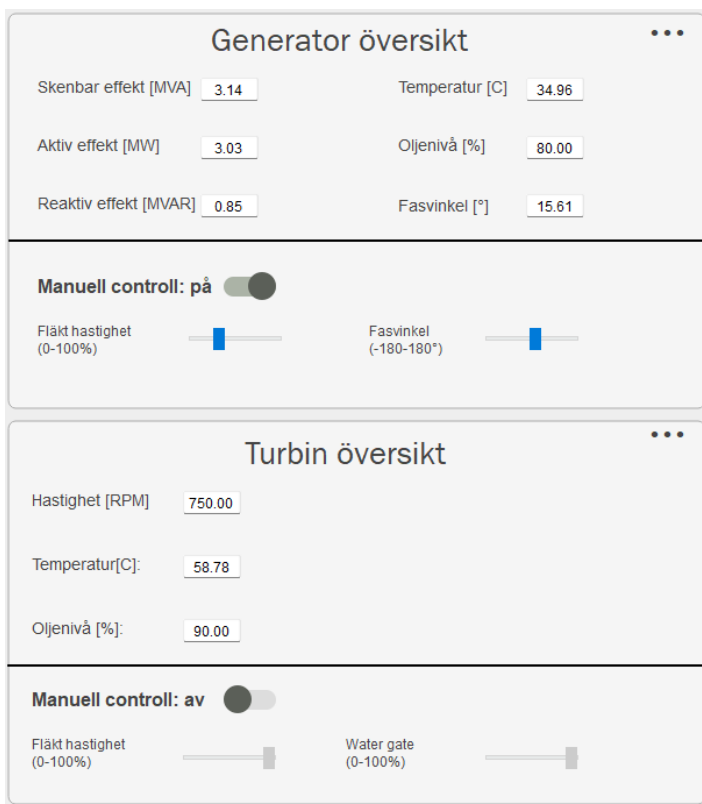 Generator översikt
Skenbar effekt [MVA] 3.14 Temperatur [C] 34.96
Aktiv effekt [MW] 3.03 Oljenivå [%] 80.00
Reaktiv effekt [MVAR] 0.85 Fasvinkel [°] 15.61
Manuell controll: på
Fläkt hastighet
(0-100%)
Fasvinkel
(-180-180°)
Turbin översikt
Hastighet [RPM] 750.00
Temperatur[C]: 58.78
Oljenivå [%]: 90.00
Manuell controll: av
Fläkt hastighet
(0-100%)
Water gate
(0-100%)